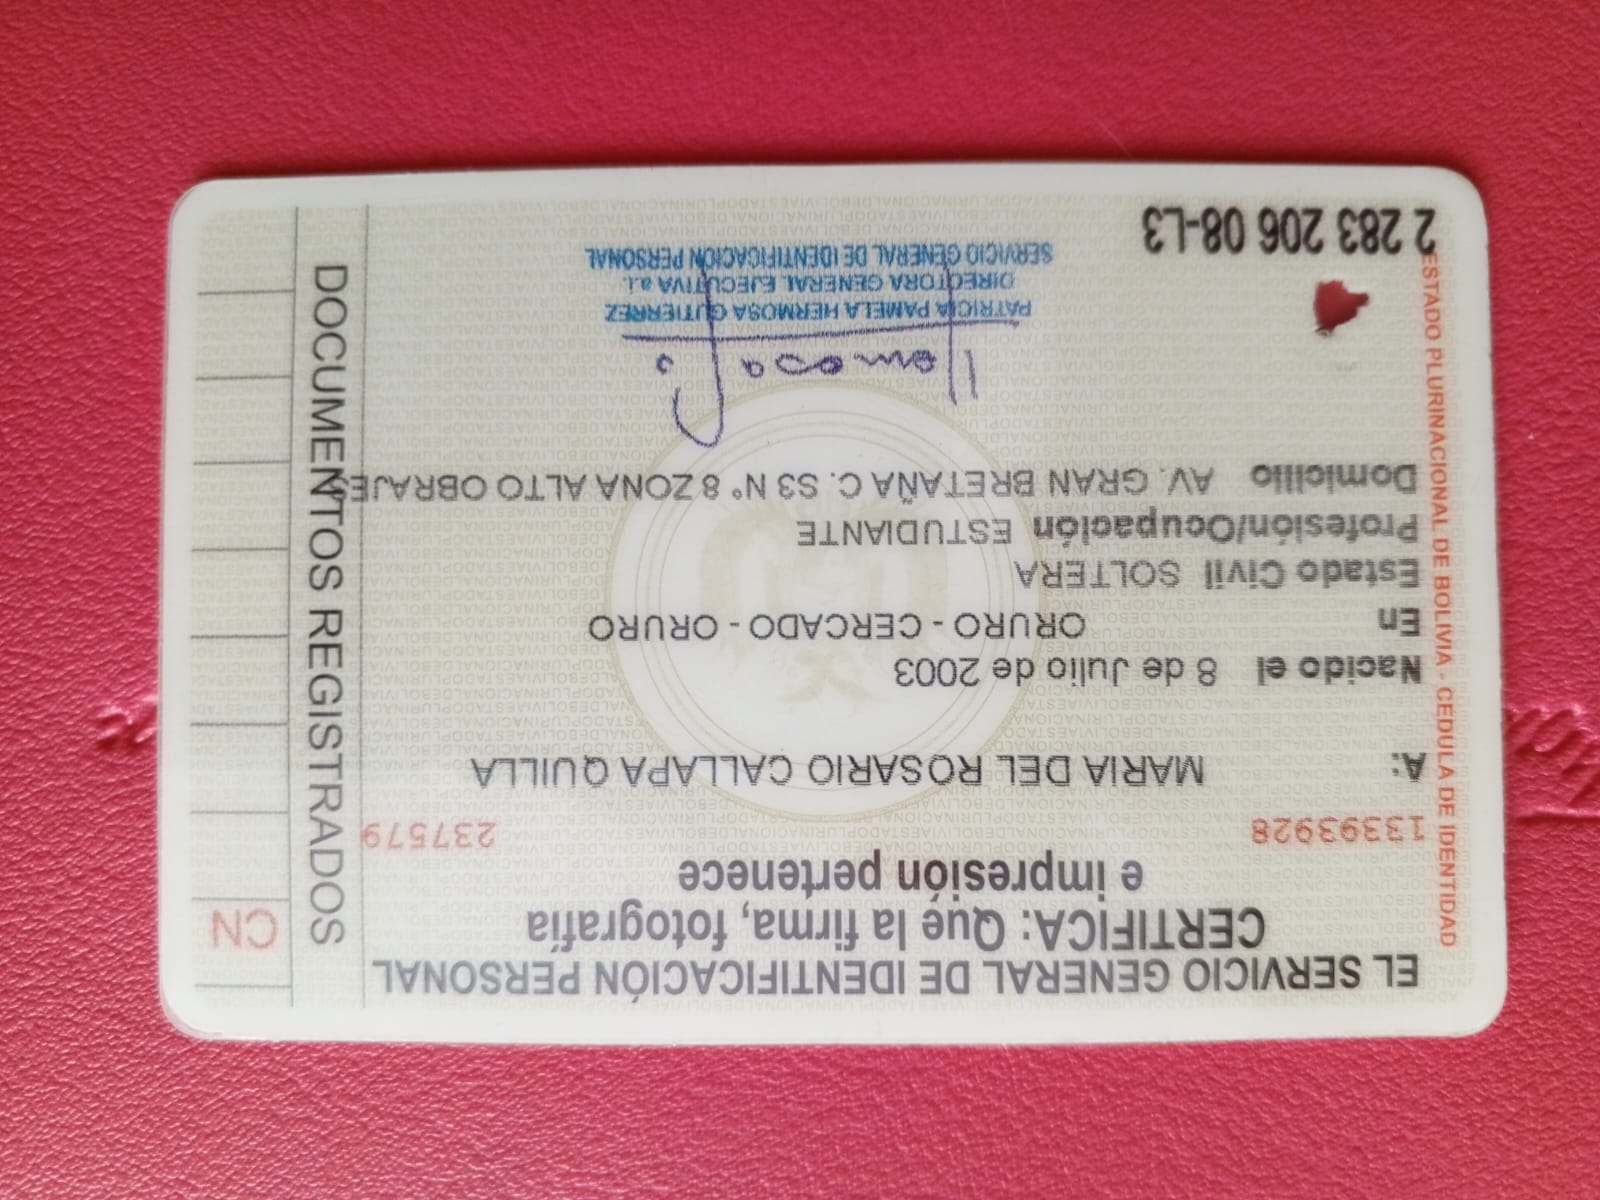 EL SERVICIO GENERAL DE IDENTIFICACIÓN PERSONAL
CERTIFICA: Que la firma, fotografía
e impresión pertenece
13393928
237579
A: MARIA DEL ROSARIO CALLAPA QUILLA
Nacido el 8 de Julio de 2003
En ORURO - CERCADO - ORURO
Estado Civil SOLTERA
Profesión/Ocupación ESTUDIANTE
Domicilio AV. GRAN BRETAÑA C. S3 N° 8 ZONA ALTO OBRAJES
Hermosa G
PATRICIA PAMELA HERMOSA GUTIERREZ
DIRECTORA GENERAL EJECUTIVA a.i.
SERVICIO GENERAL DE IDENTIFICACIÓN PERSONAL
2 283 206 08-L3
ESTADO PLURINACIONAL DE BOLIVIA - CEDULA DE IDENTIDAD
DOCUMENTOS REGISTRADOS
CN